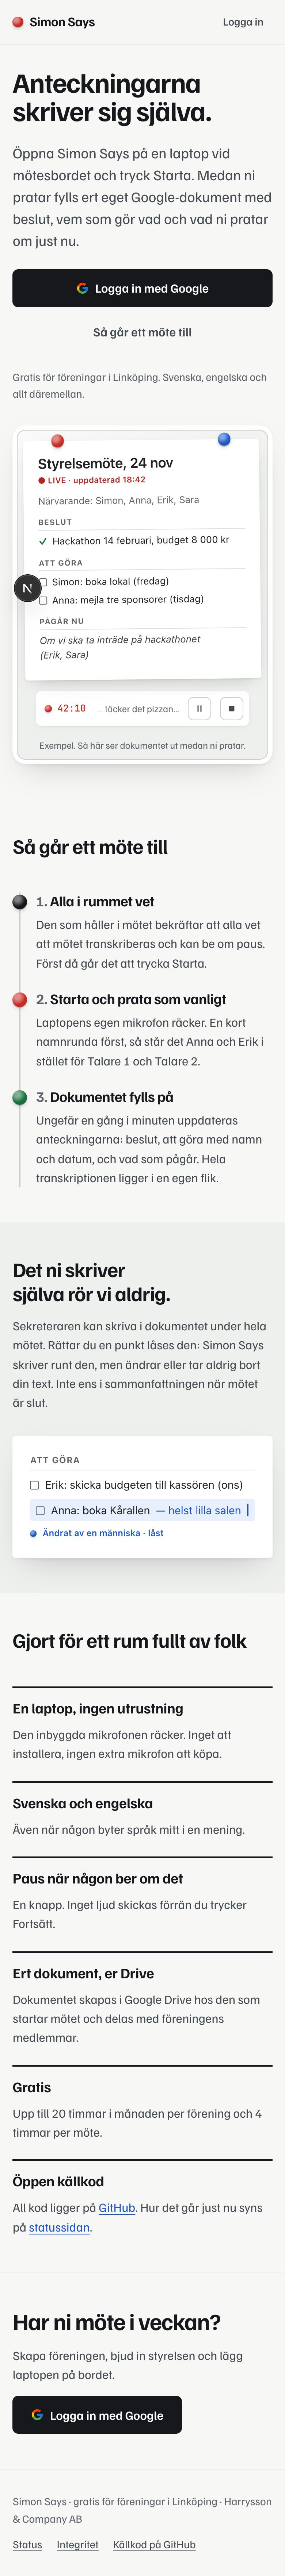 Simon Says
Logga in
Anteckningarna
skriver sig själva.
Öppna Simon Says på en laptop vid
mötesbordet och tryck Starta. Medan ni
pratar fylls ert eget Google-dokument med
beslut, vem som gör vad och vad ni pratar
om just nu.
Logga in med Google
Så går ett möte till
Gratis för föreningar i Linköping. Svenska, engelska och
allt däremellan.
Styrelsemöte, 24 nov
LIVE · uppdaterad 18:42
Närvarande: Simon, Anna, Erik, Sara
BESLUT
Hackathon 14 februari, budget 8 000 kr
ATT GÖRA
N
Simon: boka lokal (fredag)
Anna: mejla tre sponsorer (tisdag)
PÅGÅR NU
Om vi ska ta inträde på hackathonet
(Erik, Sara)
42:10
täcker det pizzan…
Exempel. Så här ser dokumentet ut medan ni pratar.
Så går ett möte till
1. Alla i rummet vet
Den som håller i mötet bekräftar att alla vet
att mötet transkriberas och kan be om paus.
Först då går det att trycka Starta.
2. Starta och prata som vanligt
Laptopens egen mikrofon räcker. En kort
namnrunda först, så står det Anna och Erik i
stället för Talare 1 och Talare 2.
3. Dokumentet fylls på
Ungefär en gång i minuten uppdateras
anteckningarna: beslut, att göra med namn
och datum, och vad som pågår. Hela
transkriptionen ligger i en egen flik.
Det ni skriver
själva rör vi aldrig.
Sekreteraren kan skriva i dokumentet under hela
mötet. Rättar du en punkt låses den: Simon Says
skriver runt den, men ändrar eller tar aldrig bort
din text. Inte ens i sammanfattningen när mötet
är slut.
ATT GÖRA
Erik: skicka budgeten till kassören (ons)
Anna: boka Kårallen — helst lilla salen
Ändrat av en människa · låst
Gjort för ett rum fullt av folk
En laptop, ingen utrustning
Den inbyggda mikrofonen räcker. Inget att
installera, ingen extra mikrofon att köpa.
Svenska och engelska
Även när någon byter språk mitt i en mening.
Paus när någon ber om det
En knapp. Inget ljud skickas förrän du trycker
Fortsätt.
Ert dokument, er Drive
Dokumentet skapas i Google Drive hos den som
startar mötet och delas med föreningens
medlemmar.
Gratis
Upp till 20 timmar i månaden per förening och 4
timmar per möte.
Öppen källkod
All kod ligger på GitHub. Hur det går just nu syns
på statussidan.
Har ni möte i veckan?
Skapa föreningen, bjud in styrelsen och lägg
laptopen på bordet.
Logga in med Google
Simon Says · gratis för föreningar i Linköping · Harrysson
& Company AB
Status Integritet Källkod på GitHub